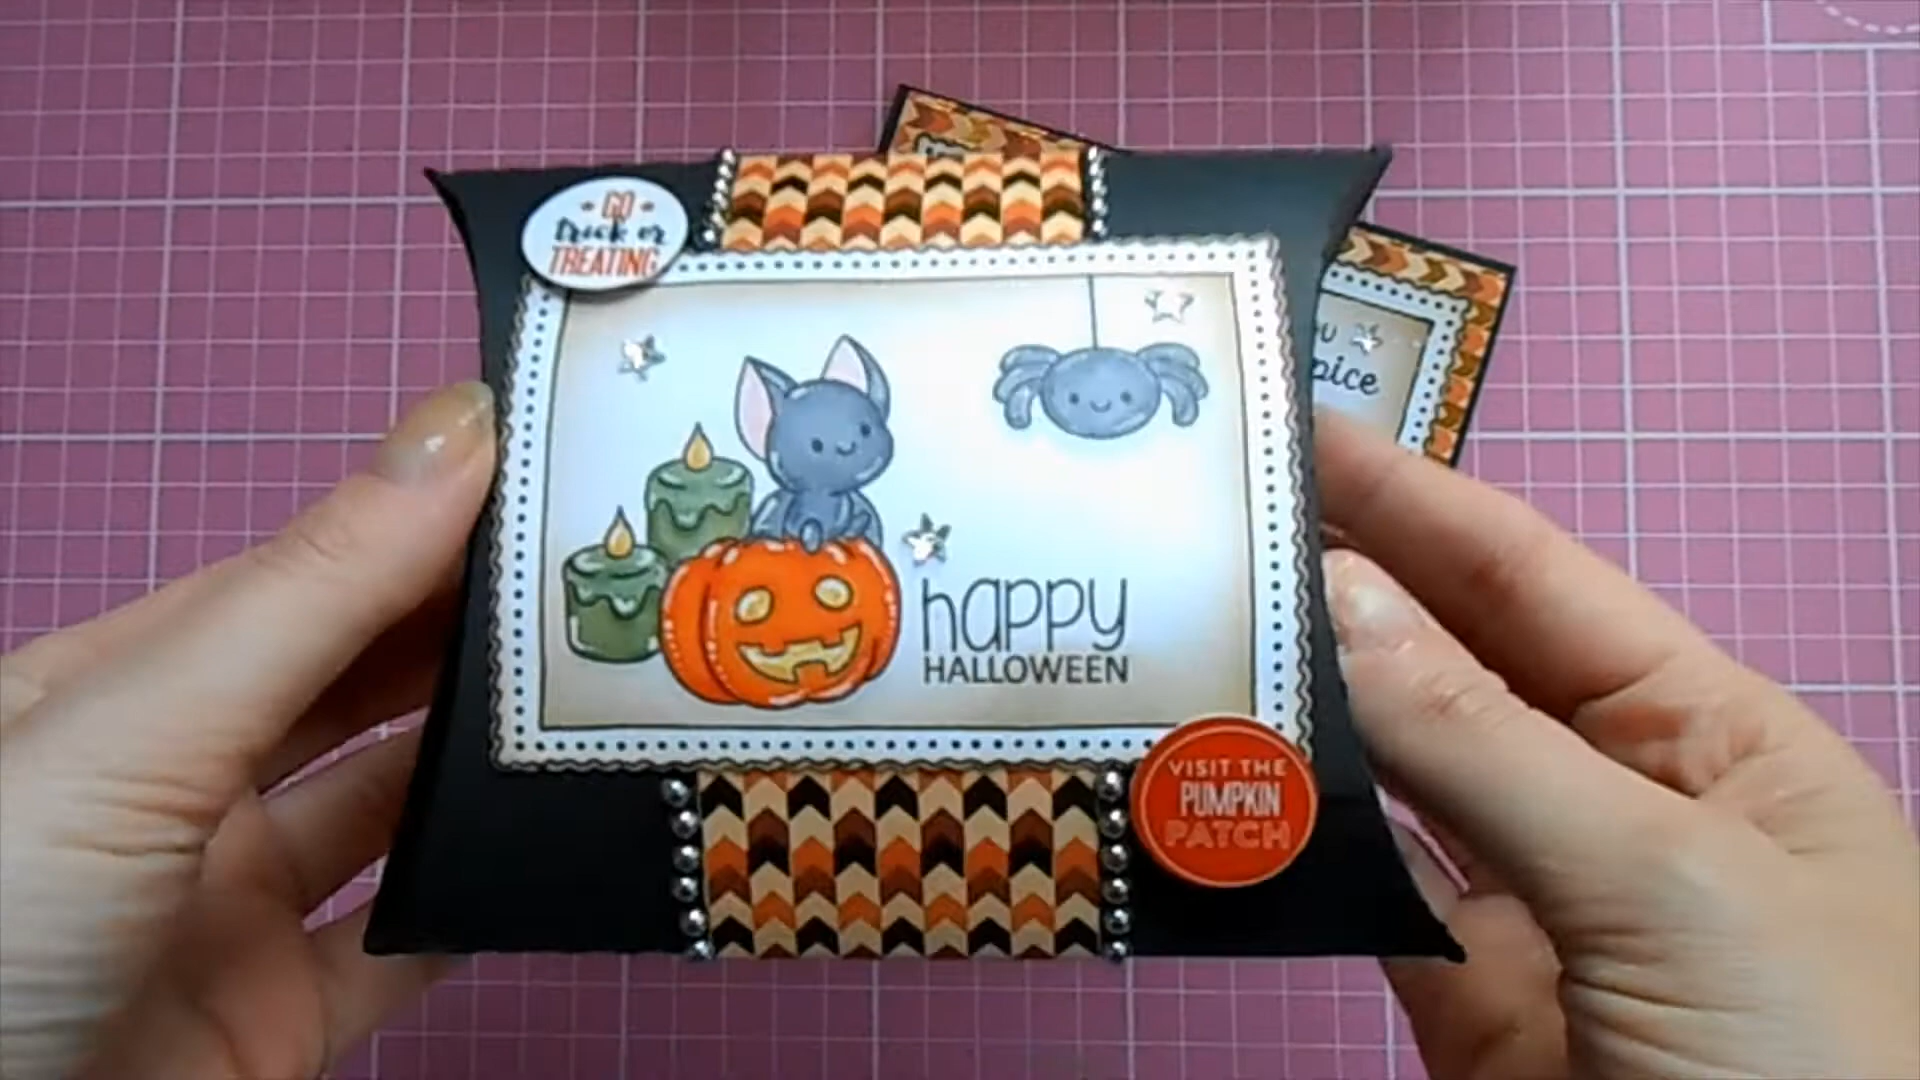 GO
trick or
TREATING
happy
HALLOWEEN
VISIT THE
PUMPKIN
PATCH